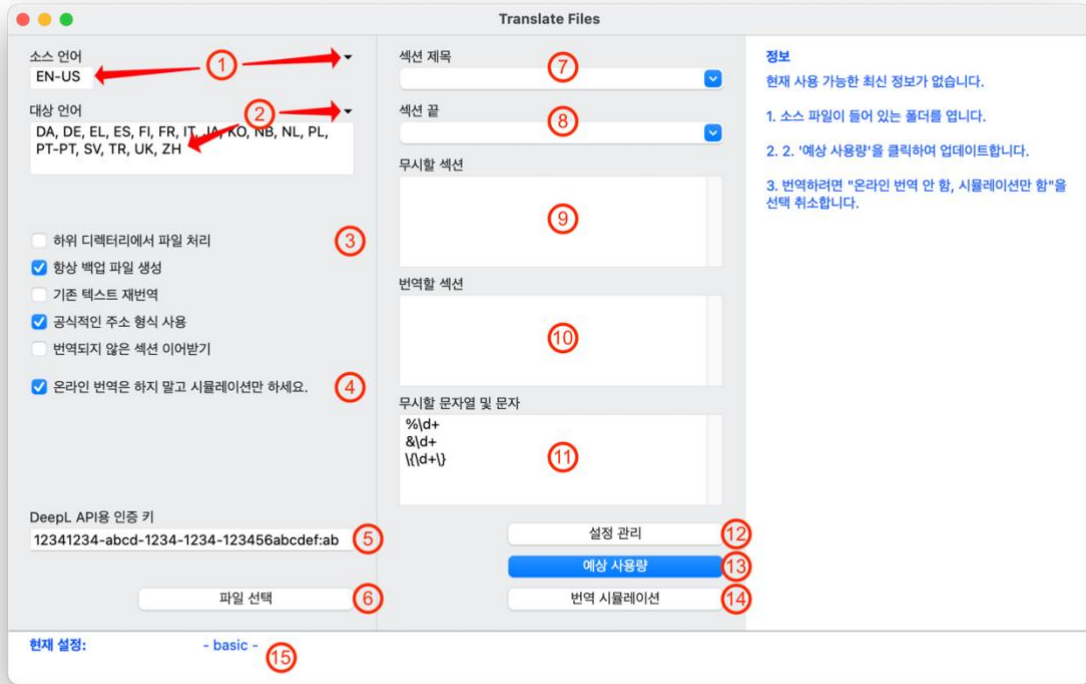 Translate Files
소스 언어
①
EN-US
대상 언어
②
DA, DE, EL, ES, FI, FR, IT, JA, KO, NB, NL, PL,
PT-PT, SV, TR, UK, ZH
하위 디렉터리에서 파일 처리
③
항상 백업 파일 생성
기존 텍스트 재번역
공식적인 주소 형식 사용
번역되지 않은 섹션 이어받기
온라인 번역은 하지 말고 시뮬레이션만 하세요.
④
DeepL API용 인증 키
12341234-abcd-1234-1234-123456abcdef:ab
⑤
파일 선택
⑥
섹션 제목
⑦
섹션 끝
⑧
무시할 섹션
⑨
번역할 섹션
⑩
무시할 문자열 및 문자
%\d+
&\d+
\{\d+\}
⑪
설정 관리
⑫
예상 사용량
⑬
번역 시뮬레이션
⑭
정보
현재 사용 가능한 최신 정보가 없습니다.
1. 소스 파일이 들어 있는 폴더를 엽니다.
2. 2. '예상 사용량'을 클릭하여 업데이트합니다.
3. 번역하려면 "온라인 번역 안 함, 시뮬레이션만 함"을
선택 취소합니다.
현재 설정:
- basic -
⑮